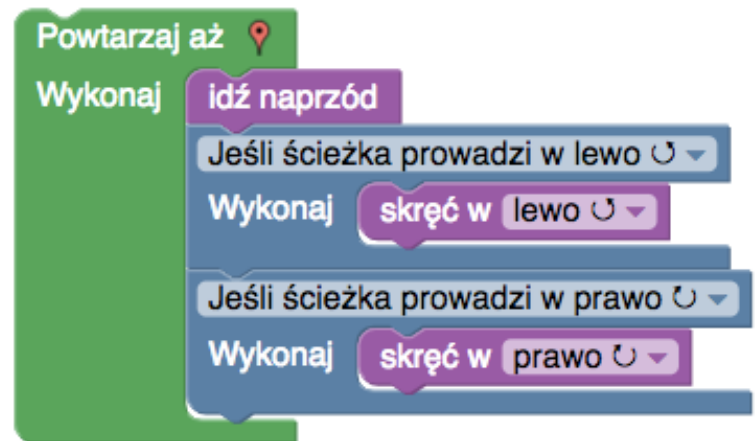 Powtarzaj aż
Wykonaj idź naprzód
Jeśli ścieżka prowadzi w lewo
Wykonaj skręć w lewo
Jeśli ścieżka prowadzi w prawo
Wykonaj skręć w prawo